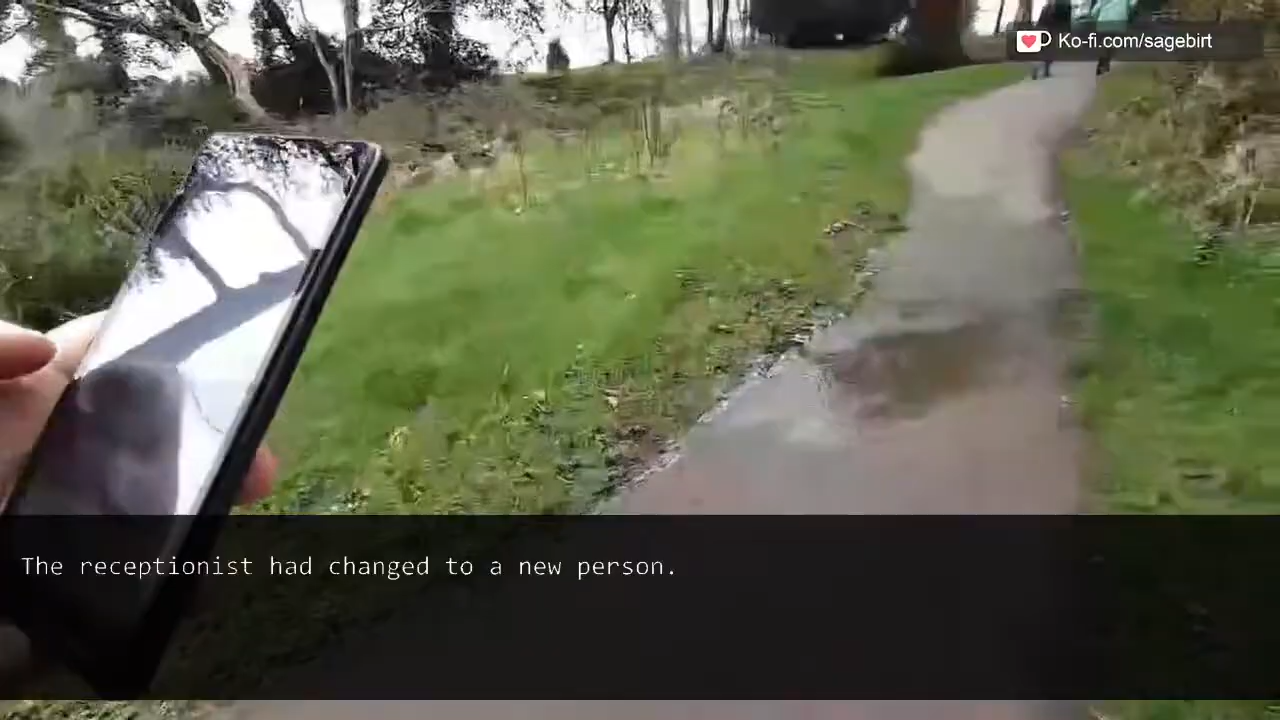 Ko-fi.com/sagebirt
The receptionist had changed to a new person.